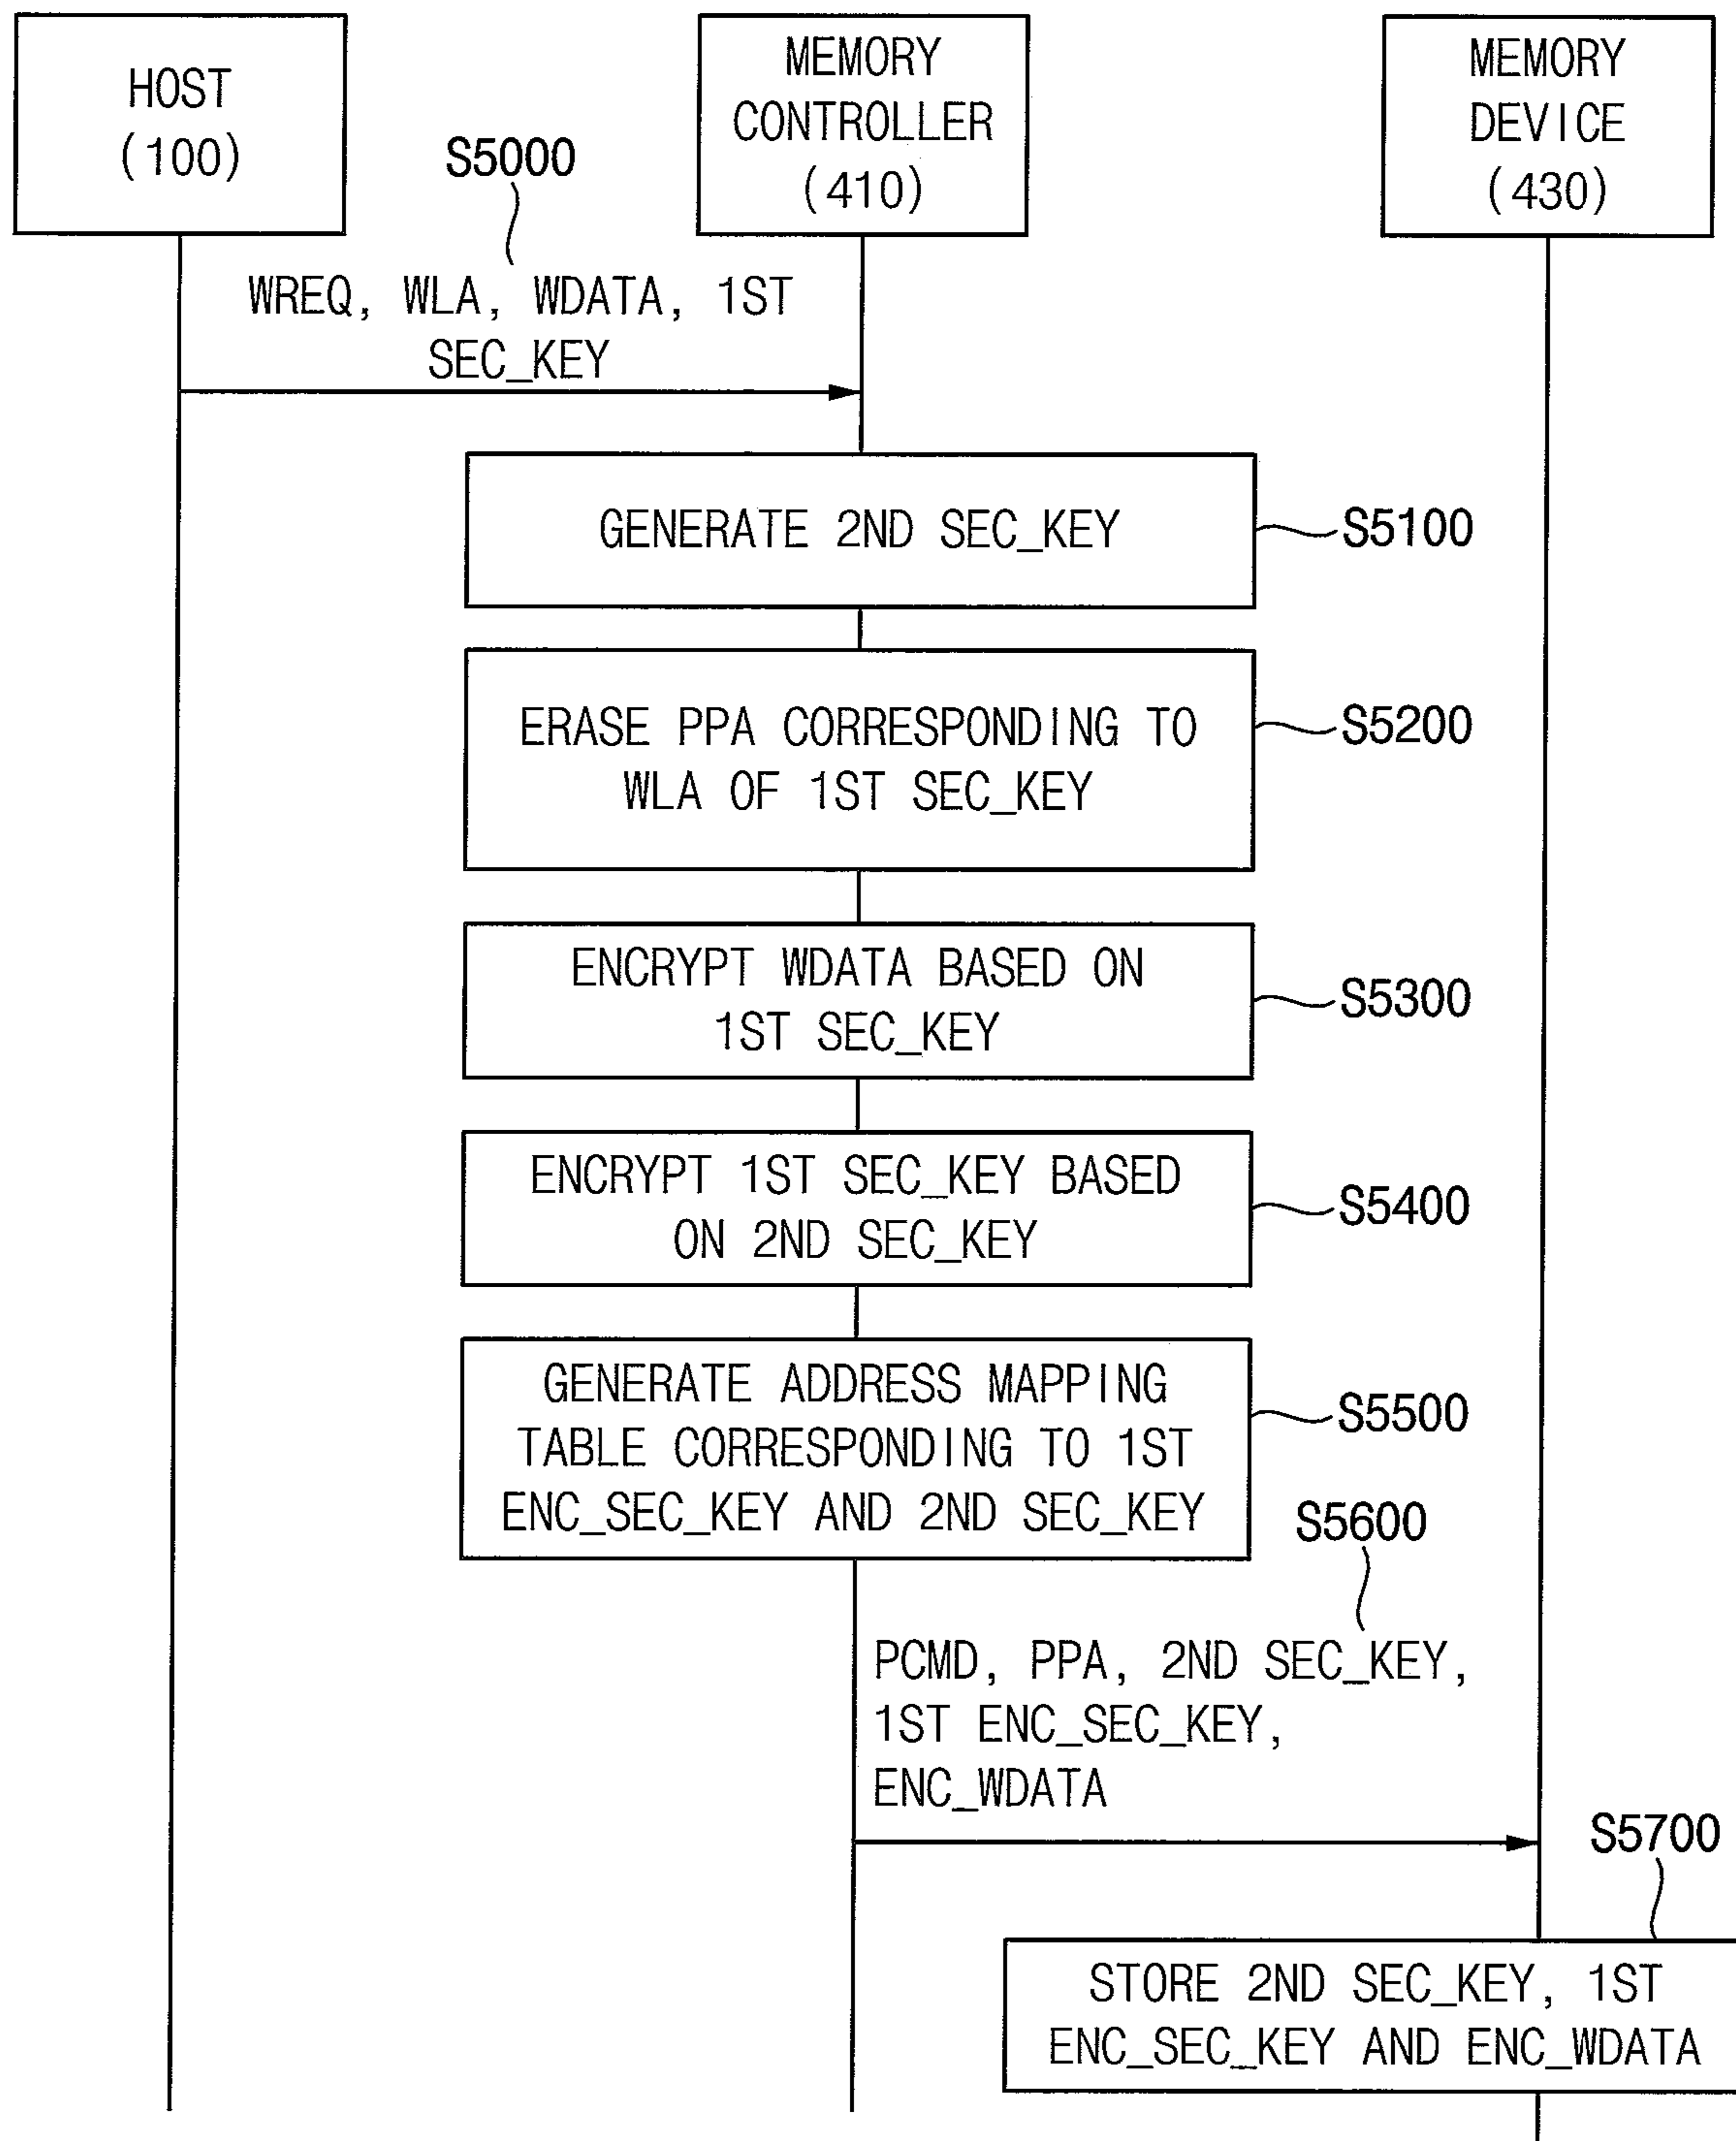 HOST
(100)
MEMORY
CONTROLLER
(410)
MEMORY
DEVICE
(430)
S5000
WREQ, WLA, WDATA, 1ST
SEC_KEY
GENERATE 2ND SEC_KEY
S5100
ERASE PPA CORRESPONDING TO
WLA OF 1ST SEC_KEY
S5200
ENCRYPT WDATA BASED ON
1ST SEC_KEY
S5300
ENCRYPT 1ST SEC_KEY BASED
ON 2ND SEC_KEY
S5400
GENERATE ADDRESS MAPPING
TABLE CORRESPONDING TO 1ST
ENC_SEC_KEY AND 2ND SEC_KEY
S5500
S5600
PCMD, PPA, 2ND SEC_KEY,
1ST ENC_SEC_KEY,
ENC_WDATA
S5700
STORE 2ND SEC_KEY, 1ST
ENC_SEC_KEY AND ENC_WDATA